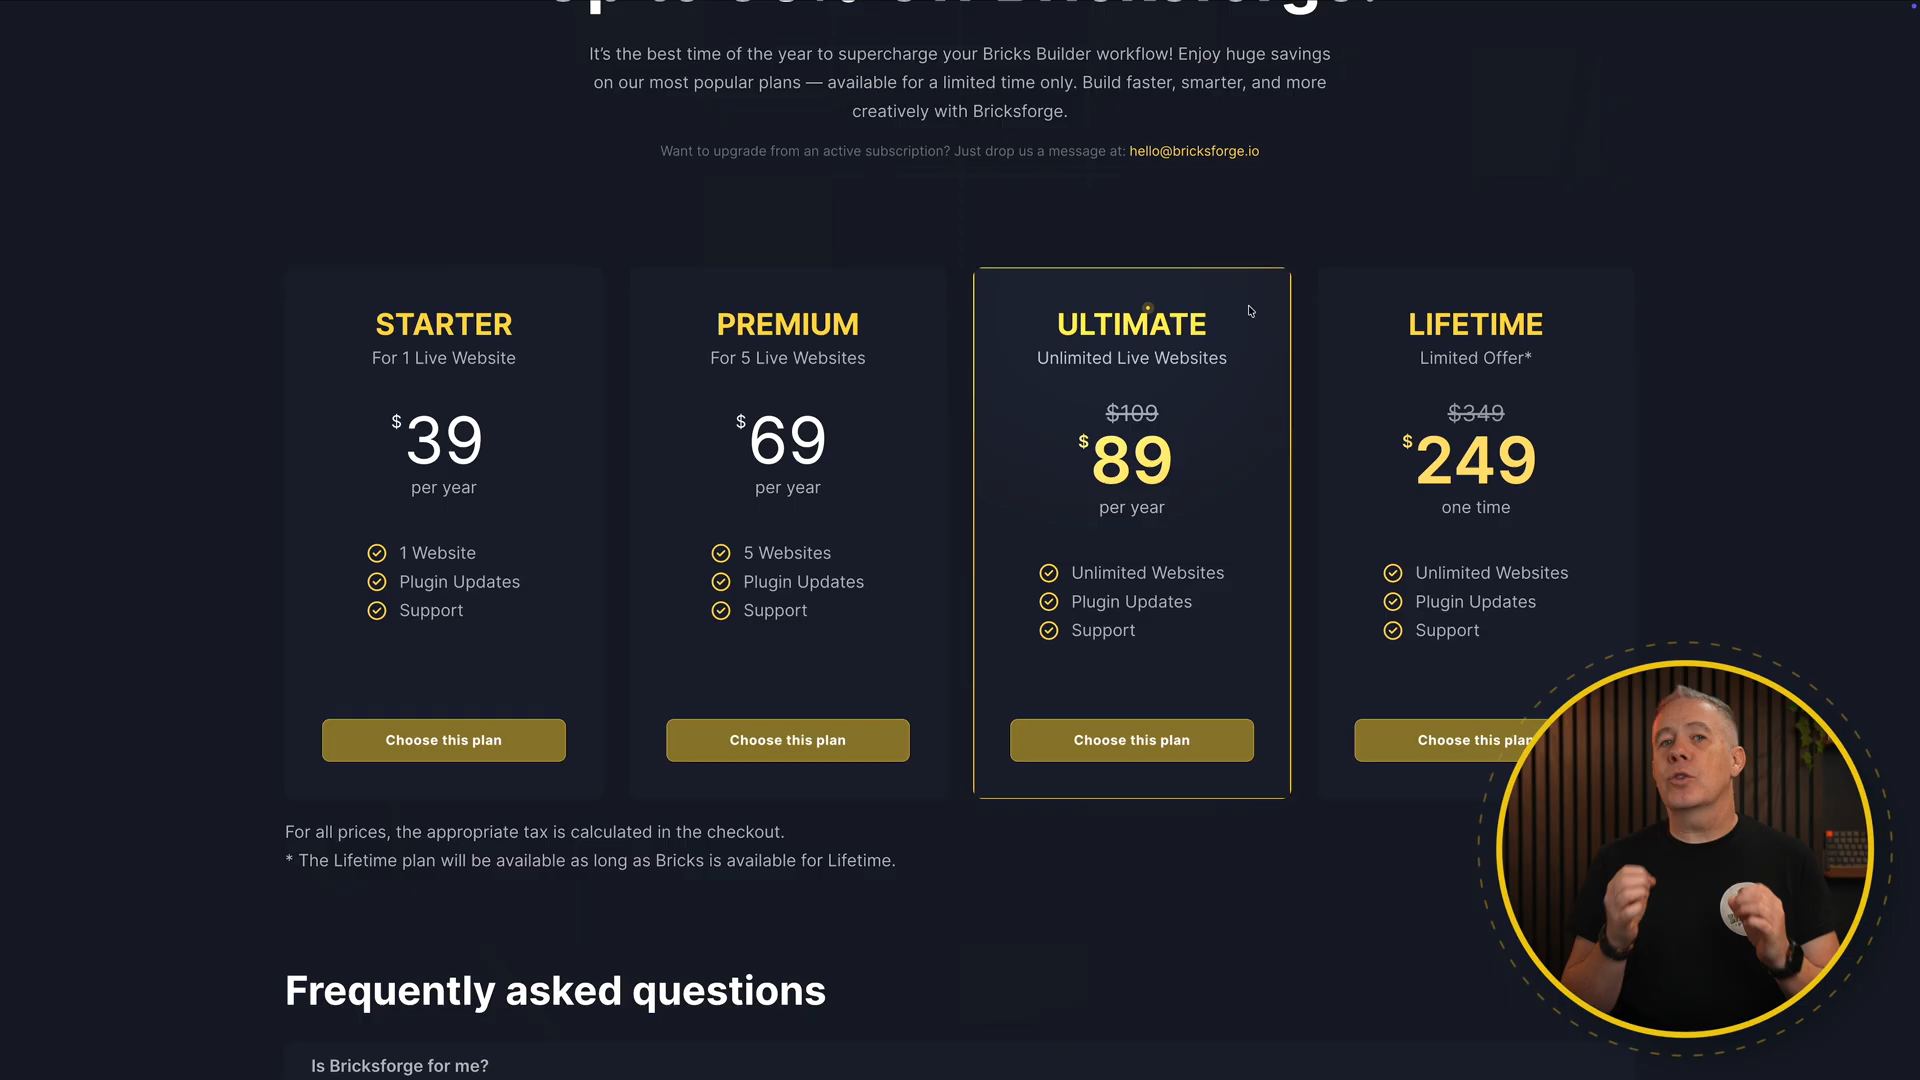 It's the best time of the year to supercharge your Bricks Builder workflow! Enjoy huge savings
on our most popular plans — available for a limited time only. Build faster, smarter, and more
creatively with Bricksforge.
Want to upgrade from an active subscription? Just drop us a message at: hello@bricksforge.io
STARTER
For 1 Live Website
$39
per year
1 Website
Plugin Updates
Support
Choose this plan
PREMIUM
For 5 Live Websites
$69
per year
5 Websites
Plugin Updates
Support
Choose this plan
ULTIMATE
Unlimited Live Websites
$109
$89
per year
Unlimited Websites
Plugin Updates
Support
Choose this plan
LIFETIME
Limited Offer*
$349
$249
one time
Unlimited Websites
Plugin Updates
Support
Choose this plan
For all prices, the appropriate tax is calculated in the checkout.
* The Lifetime plan will be available as long as Bricks is available for Lifetime.
Frequently asked questions
Is Bricksforge for me?